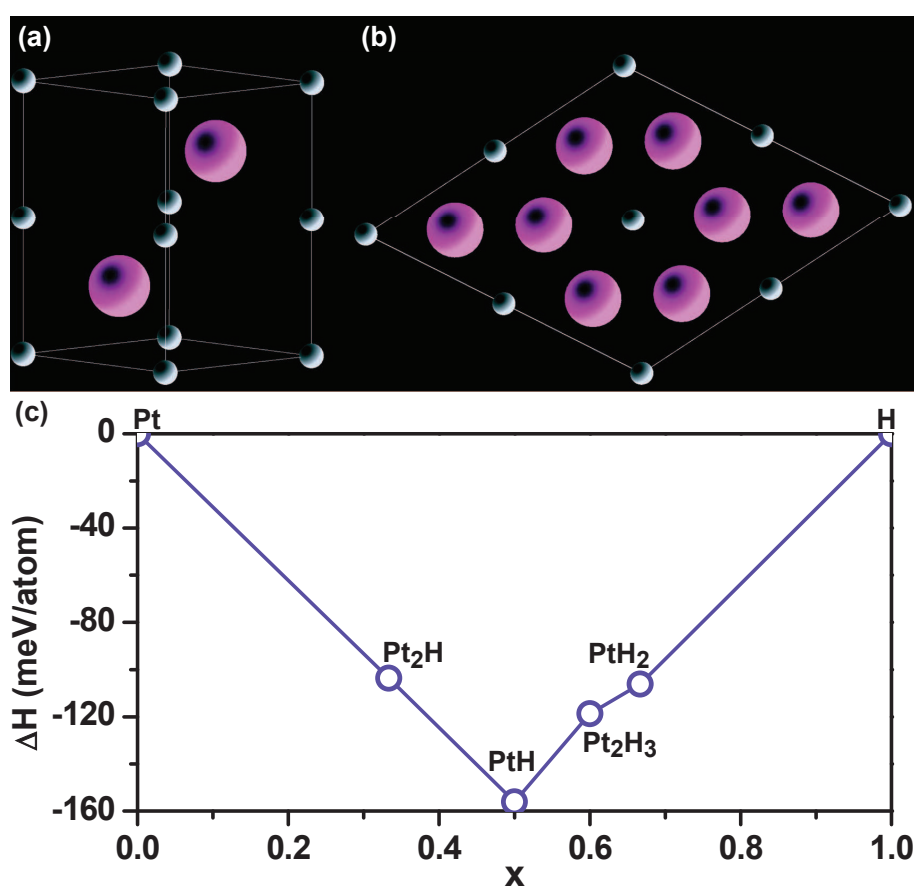 (a)
(b)
(c)
Pt
H
0
-40
-80
-120
-160
ΔH (meV/atom)
Pt₂H
PtH₂
Pt₂H₃
PtH
0.0 0.2 0.4 0.6 0.8 1.0
x